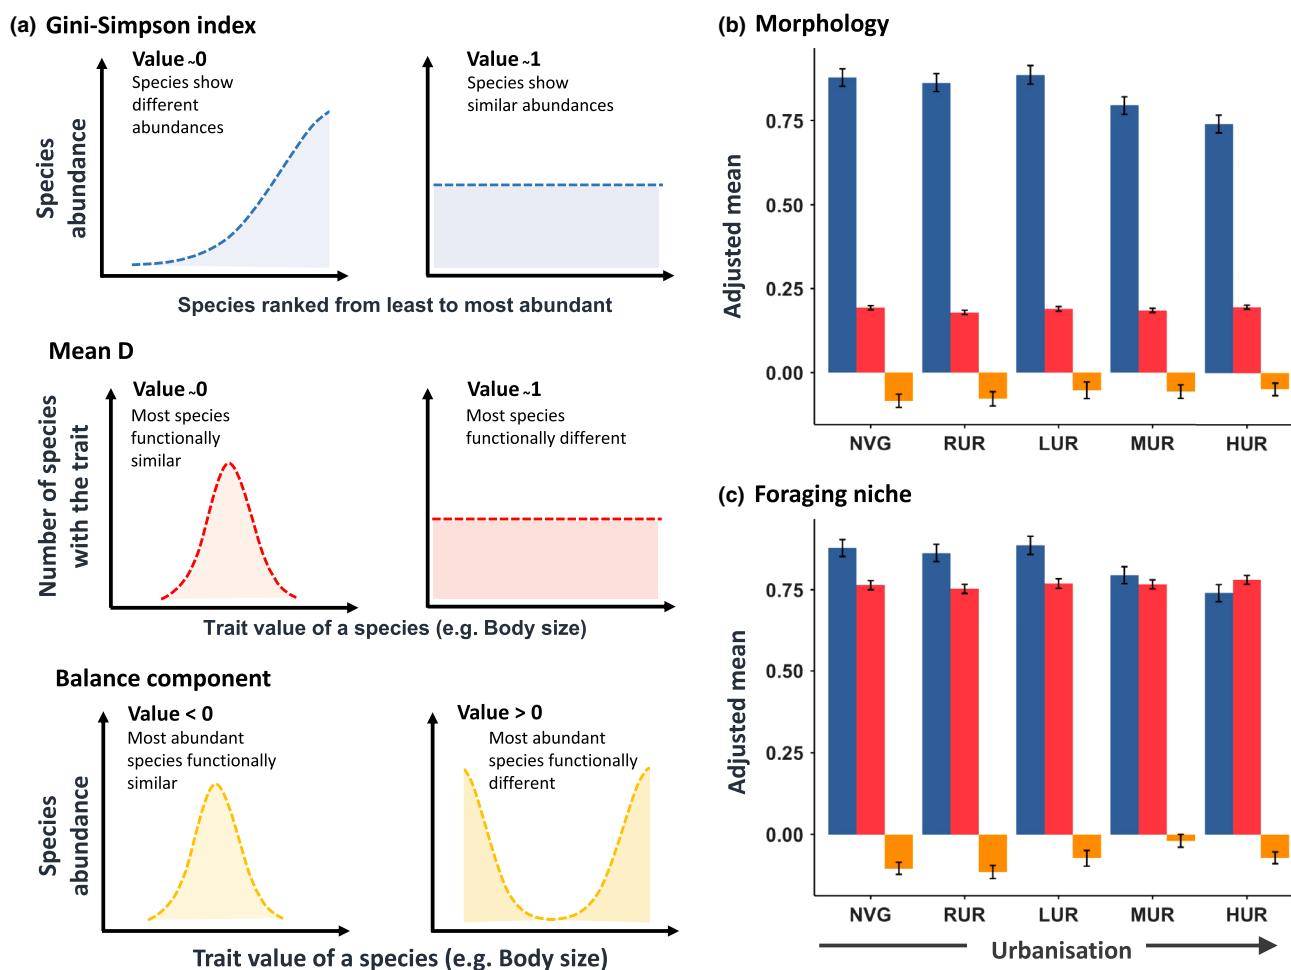 (a) Gini-Simpson index
Value ~0
Species show
different
abundances
Value ~1
Species show
similar abundances
Species
abundance
Species ranked from least to most abundant
Mean D
Value ~0
Most species
functionally
similar
Value ~1
Most species
functionally different
Number of species
with the trait
Trait value of a species (e.g. Body size)
Balance component
Value < 0
Most abundant
species functionally
similar
Value > 0
Most abundant
species functionally
different
Species
abundance
Trait value of a species (e.g. Body size)
(b) Morphology
Adjusted mean
0.75
0.50
0.25
0.00
NVG RUR LUR MUR HUR
(c) Foraging niche
Adjusted mean
0.75
0.50
0.25
0.00
NVG RUR LUR MUR HUR
Urbanisation